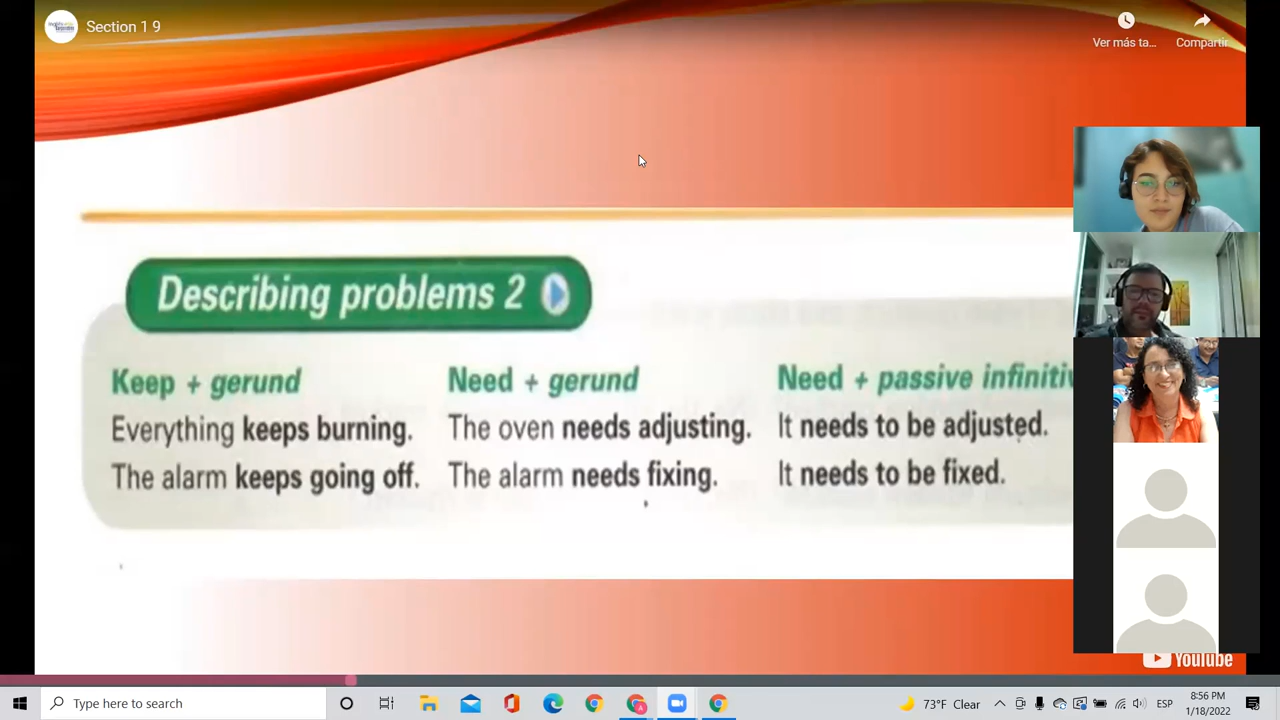 Section 1 9
Ver más ta...
Compartir
Describing problems 2
Keep + gerund
Everything keeps burning.
The alarm keeps going off.
Need + gerund
The oven needs adjusting.
The alarm needs fixing.
Need + passive infinitiv
It needs to be adjusted.
It needs to be fixed.
YouTube
Type here to search
73°F Clear
ESP
8:56 PM
1/18/2022